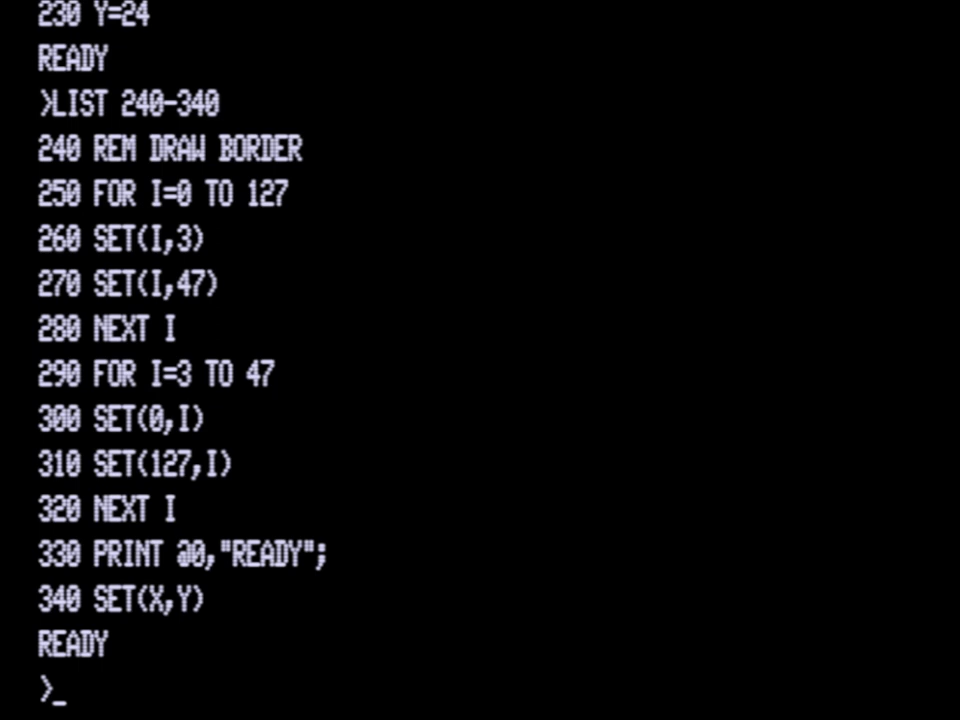 230 Y=24
READY
>LIST 240-340
240 REM DRAW BORDER
250 FOR I=0 TO 127
260 SET(I,3)
270 SET(I,47)
280 NEXT I
290 FOR I=3 TO 47
300 SET(0,I)
310 SET(127,I)
320 NEXT I
330 PRINT @0,"READY";
340 SET(X,Y)
READY
>_